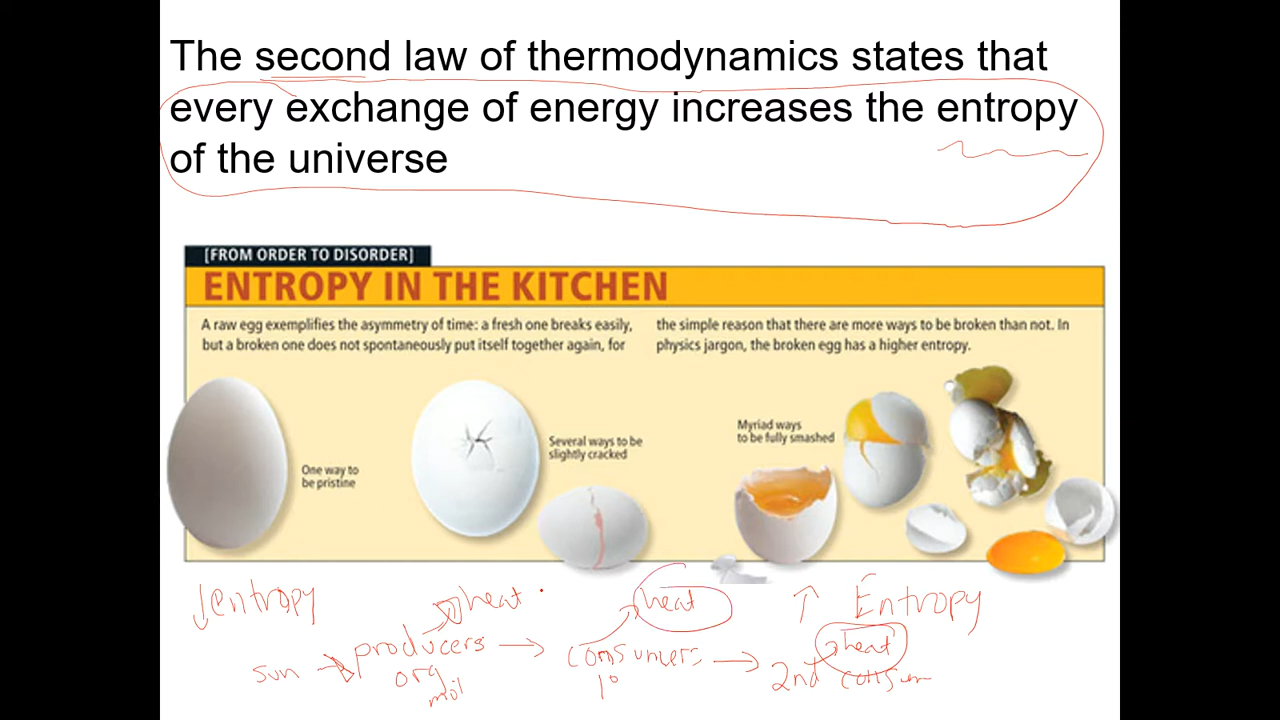 The second law of thermodynamics states that
every exchange of energy increases the entropy
of the universe
[FROM ORDER TO DISORDER]
ENTROPY IN THE KITCHEN
A raw egg exemplifies the asymmetry of time: a fresh one breaks easily,
but a broken one does not spontaneously put itself together again, for
the simple reason that there are more ways to be broken than not. In
physics jargon, the broken egg has a higher entropy.
One way to
be pristine
Several ways to be
slightly cracked
Myriad ways
to be fully smashed
↓entropy
heat
heat
↑ Entropy
sun → producers → consumers → 2nd
heat
org
mol
1°